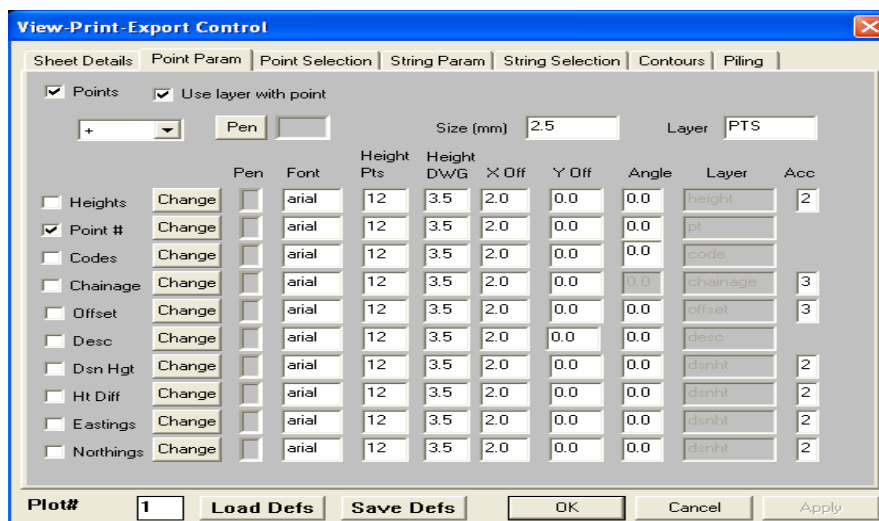 View-Print-Export Control
Sheet Details Point Param Point Selection String Param String Selection Contours Piling
Points Use layer with point
+ Pen Size (mm) 2.5 Layer PTS
Height Height
Pen Font Pts DWG X Off Y Off Angle Layer Acc
Heights Change arial 12 3.5 2.0 0.0 0.0 height 2
Point # Change arial 12 3.5 2.0 0.0 0.0 pt
Codes Change arial 12 3.5 2.0 0.0 0.0 code
Chainage Change arial 12 3.5 2.0 0.0 0.0 chainage 3
Offset Change arial 12 3.5 2.0 0.0 0.0 offset 3
Desc Change arial 12 3.5 2.0 0.0 0.0 desc
Dsn Hgt Change arial 12 3.5 2.0 0.0 0.0 dsnht 2
Ht Diff Change arial 12 3.5 2.0 0.0 0.0 dsnht 2
Eastings Change arial 12 3.5 2.0 0.0 0.0 dsnht 2
Northings Change arial 12 3.5 2.0 0.0 0.0 dsnht 2
Plot# 1 Load Defs Save Defs OK Cancel Apply